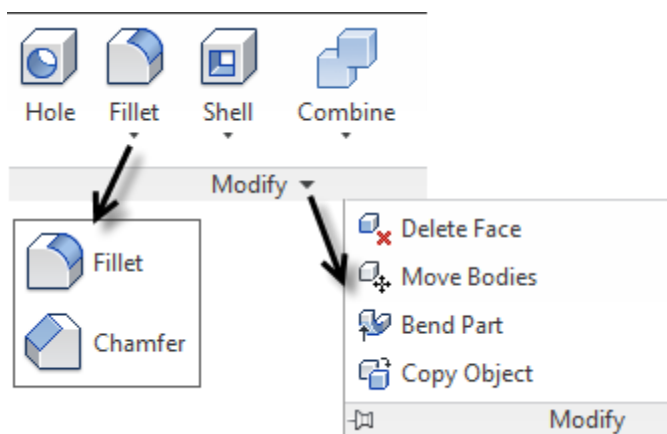 Hole Fillet Shell Combine
Modify
Fillet
Chamfer
Delete Face
Move Bodies
Bend Part
Copy Object
Modify